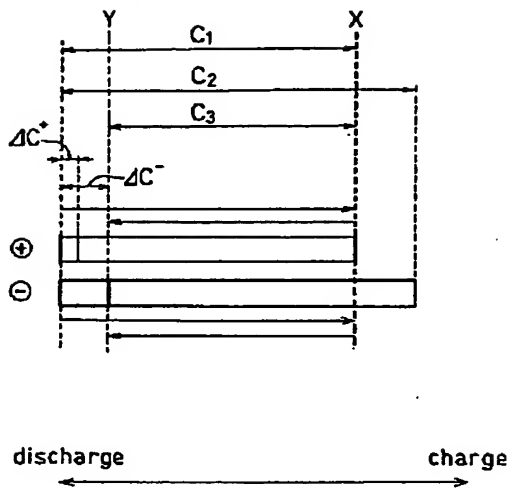 Y X
C₁
C₂
C₃
ΔC⁺
ΔC⁻
⊕
⊖
discharge charge